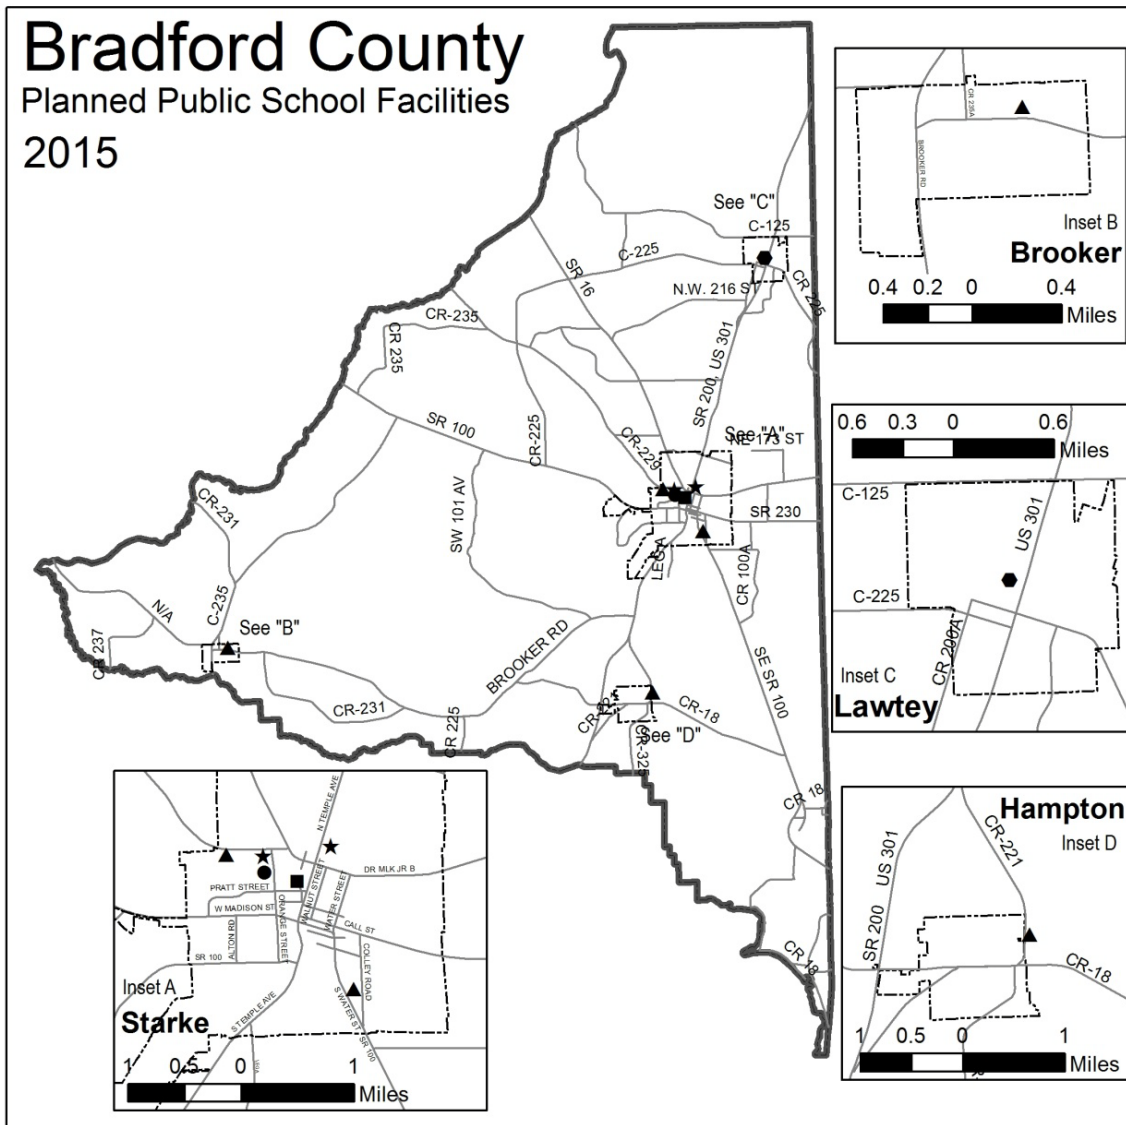 Bradford County
Planned Public School Facilities
2015
See "C"
C-125
C-225
SR 16
N.W. 216 S
CR 225
CR-235
CR 235
SR 200, US 301
SR 100
CR-225
CR-229
See "A"
NE 173 ST
SW 101 AV
SR 230
CR 100A
CR-231
C-235
N/A
CR 237
See "B"
BROOKER RD
SE SR 100
CR-231
CR 225
CR-18
See "D"
CR-325
CR 18
CR 18
CR 235A
BROOKER RD
Inset B
Brooker
0.4 0.2 0 0.4
Miles
0.6 0.3 0 0.6
Miles
C-125
US 301
C-225
CR 200A
Inset C
Lawtey
Hampton
Inset D
US 301
SR 200
CR-221
CR-18
1 0.5 0 1
Miles
N TEMPLE AVE
DR MLK JR B
PRATT STREET
WALNUT STREET
WATER STREET
W MADISON ST
ORANGE STREET
CALL ST
ALTON RD
SR 100
COLLEY ROAD
Inset A
Starke
S TEMPLE AVE
S WATER ST
SR 100
1 0.5 0 1
Miles